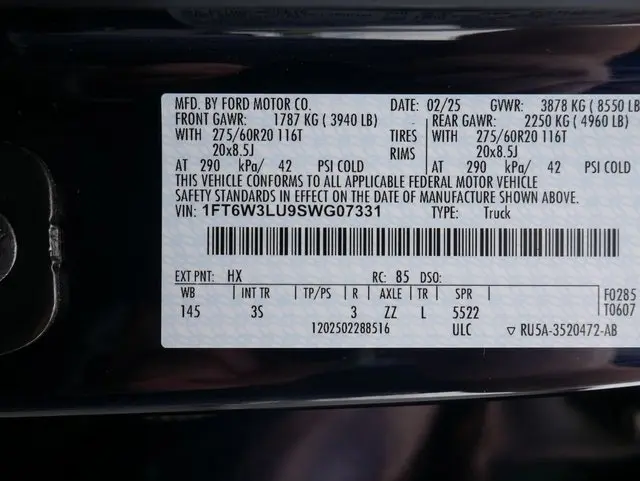 MFD. BY FORD MOTOR CO. DATE: 02/25 GVWR: 3878 KG ( 8550 LB
FRONT GAWR: 1787 KG ( 3940 LB) REAR GAWR: 2250 KG ( 4960 LB)
WITH 275/60R20 116T TIRES WITH 275/60R20 116T
20x8.5J RIMS 20x8.5J
AT 290 kPa/ 42 PSI COLD AT 290 kPa/ 42 PSI COLD
THIS VEHICLE CONFORMS TO ALL APPLICABLE FEDERAL MOTOR VEHICLE
SAFETY STANDARDS IN EFFECT ON THE DATE OF MANUFACTURE SHOWN ABOVE.
VIN: 1FT6W3LU9SWG07331 TYPE: Truck
EXT PNT: HX RC: 85 DSO:
WB INT TR TP/PS R AXLE TR SPR F0285
145 3S 3 ZZ L 5522 T0607
1202502288516 ULC ▽ RU5A-3520472-AB